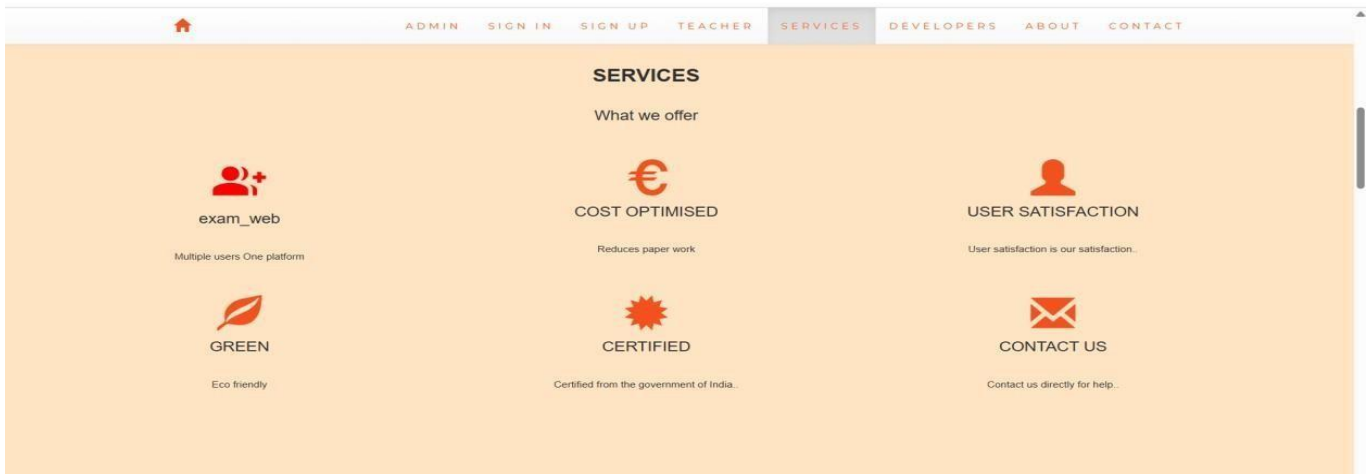 ADMIN SIGN IN SIGN UP TEACHER SERVICES DEVELOPERS ABOUT CONTACT
SERVICES
What we offer
exam_web
Multiple users One platform
COST OPTIMISED
Reduces paper work
USER SATISFACTION
User satisfaction is our satisfaction..
GREEN
Eco friendly
CERTIFIED
Certified from the government of India..
CONTACT US
Contact us directly for help..